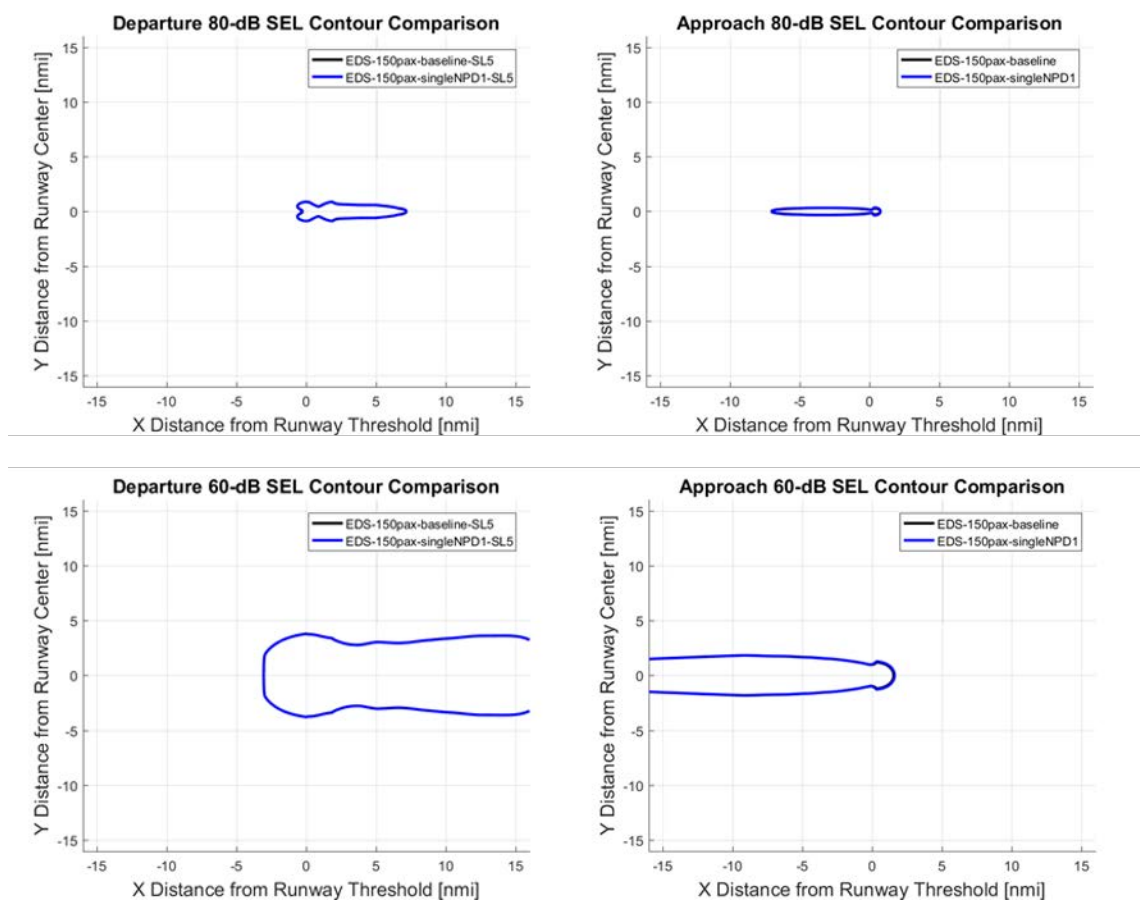 Departure 80-dB SEL Contour Comparison
EDS-150pax-baseline-SL5
EDS-150pax-singleNPD1-SL5
Y Distance from Runway Center [nmi]
15
10
5
0
-5
-10
-15
-15 -10 -5 0 5 10 15
X Distance from Runway Threshold [nmi]
Approach 80-dB SEL Contour Comparison
EDS-150pax-baseline
EDS-150pax-singleNPD1
Y Distance from Runway Center [nmi]
15
10
5
0
-5
-10
-15
-15 -10 -5 0 5 10 15
X Distance from Runway Threshold [nmi]
Departure 60-dB SEL Contour Comparison
EDS-150pax-baseline-SL5
EDS-150pax-singleNPD1-SL5
Y Distance from Runway Center [nmi]
15
10
5
0
-5
-10
-15
-15 -10 -5 0 5 10 15
X Distance from Runway Threshold [nmi]
Approach 60-dB SEL Contour Comparison
EDS-150pax-baseline
EDS-150pax-singleNPD1
Y Distance from Runway Center [nmi]
15
10
5
0
-5
-10
-15
-15 -10 -5 0 5 10 15
X Distance from Runway Threshold [nmi]